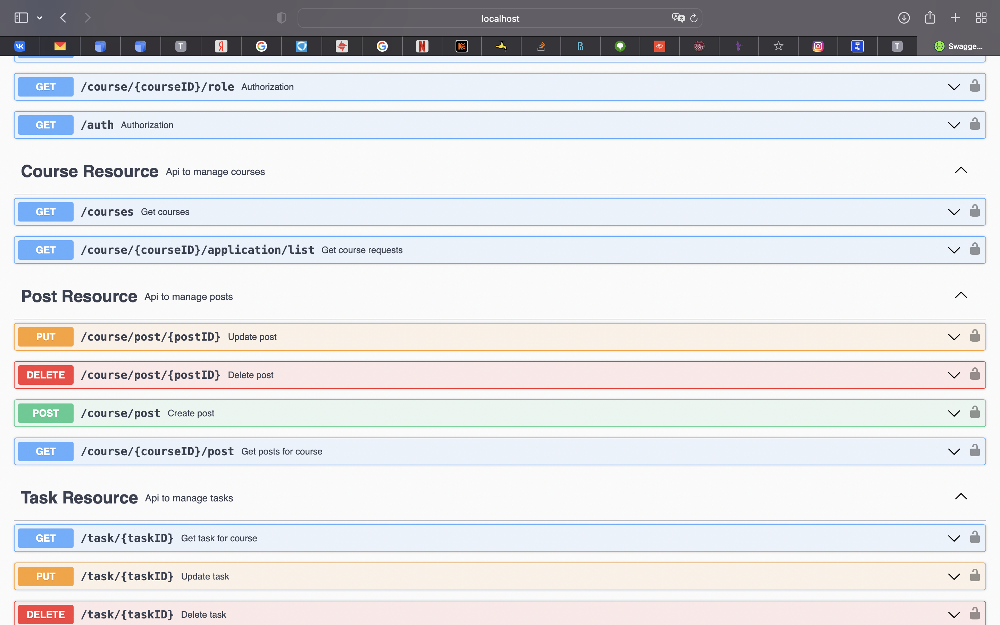 localhost
Swagge...
GET /course/{courseID}/role Authorization
GET /auth Authorization
Course Resource Api to manage courses
GET /courses Get courses
GET /course/{courseID}/application/list Get course requests
Post Resource Api to manage posts
PUT /course/post/{postID} Update post
DELETE /course/post/{postID} Delete post
POST /course/post Create post
GET /course/{courseID}/post Get posts for course
Task Resource Api to manage tasks
GET /task/{taskID} Get task for course
PUT /task/{taskID} Update task
DELETE /task/{taskID} Delete task